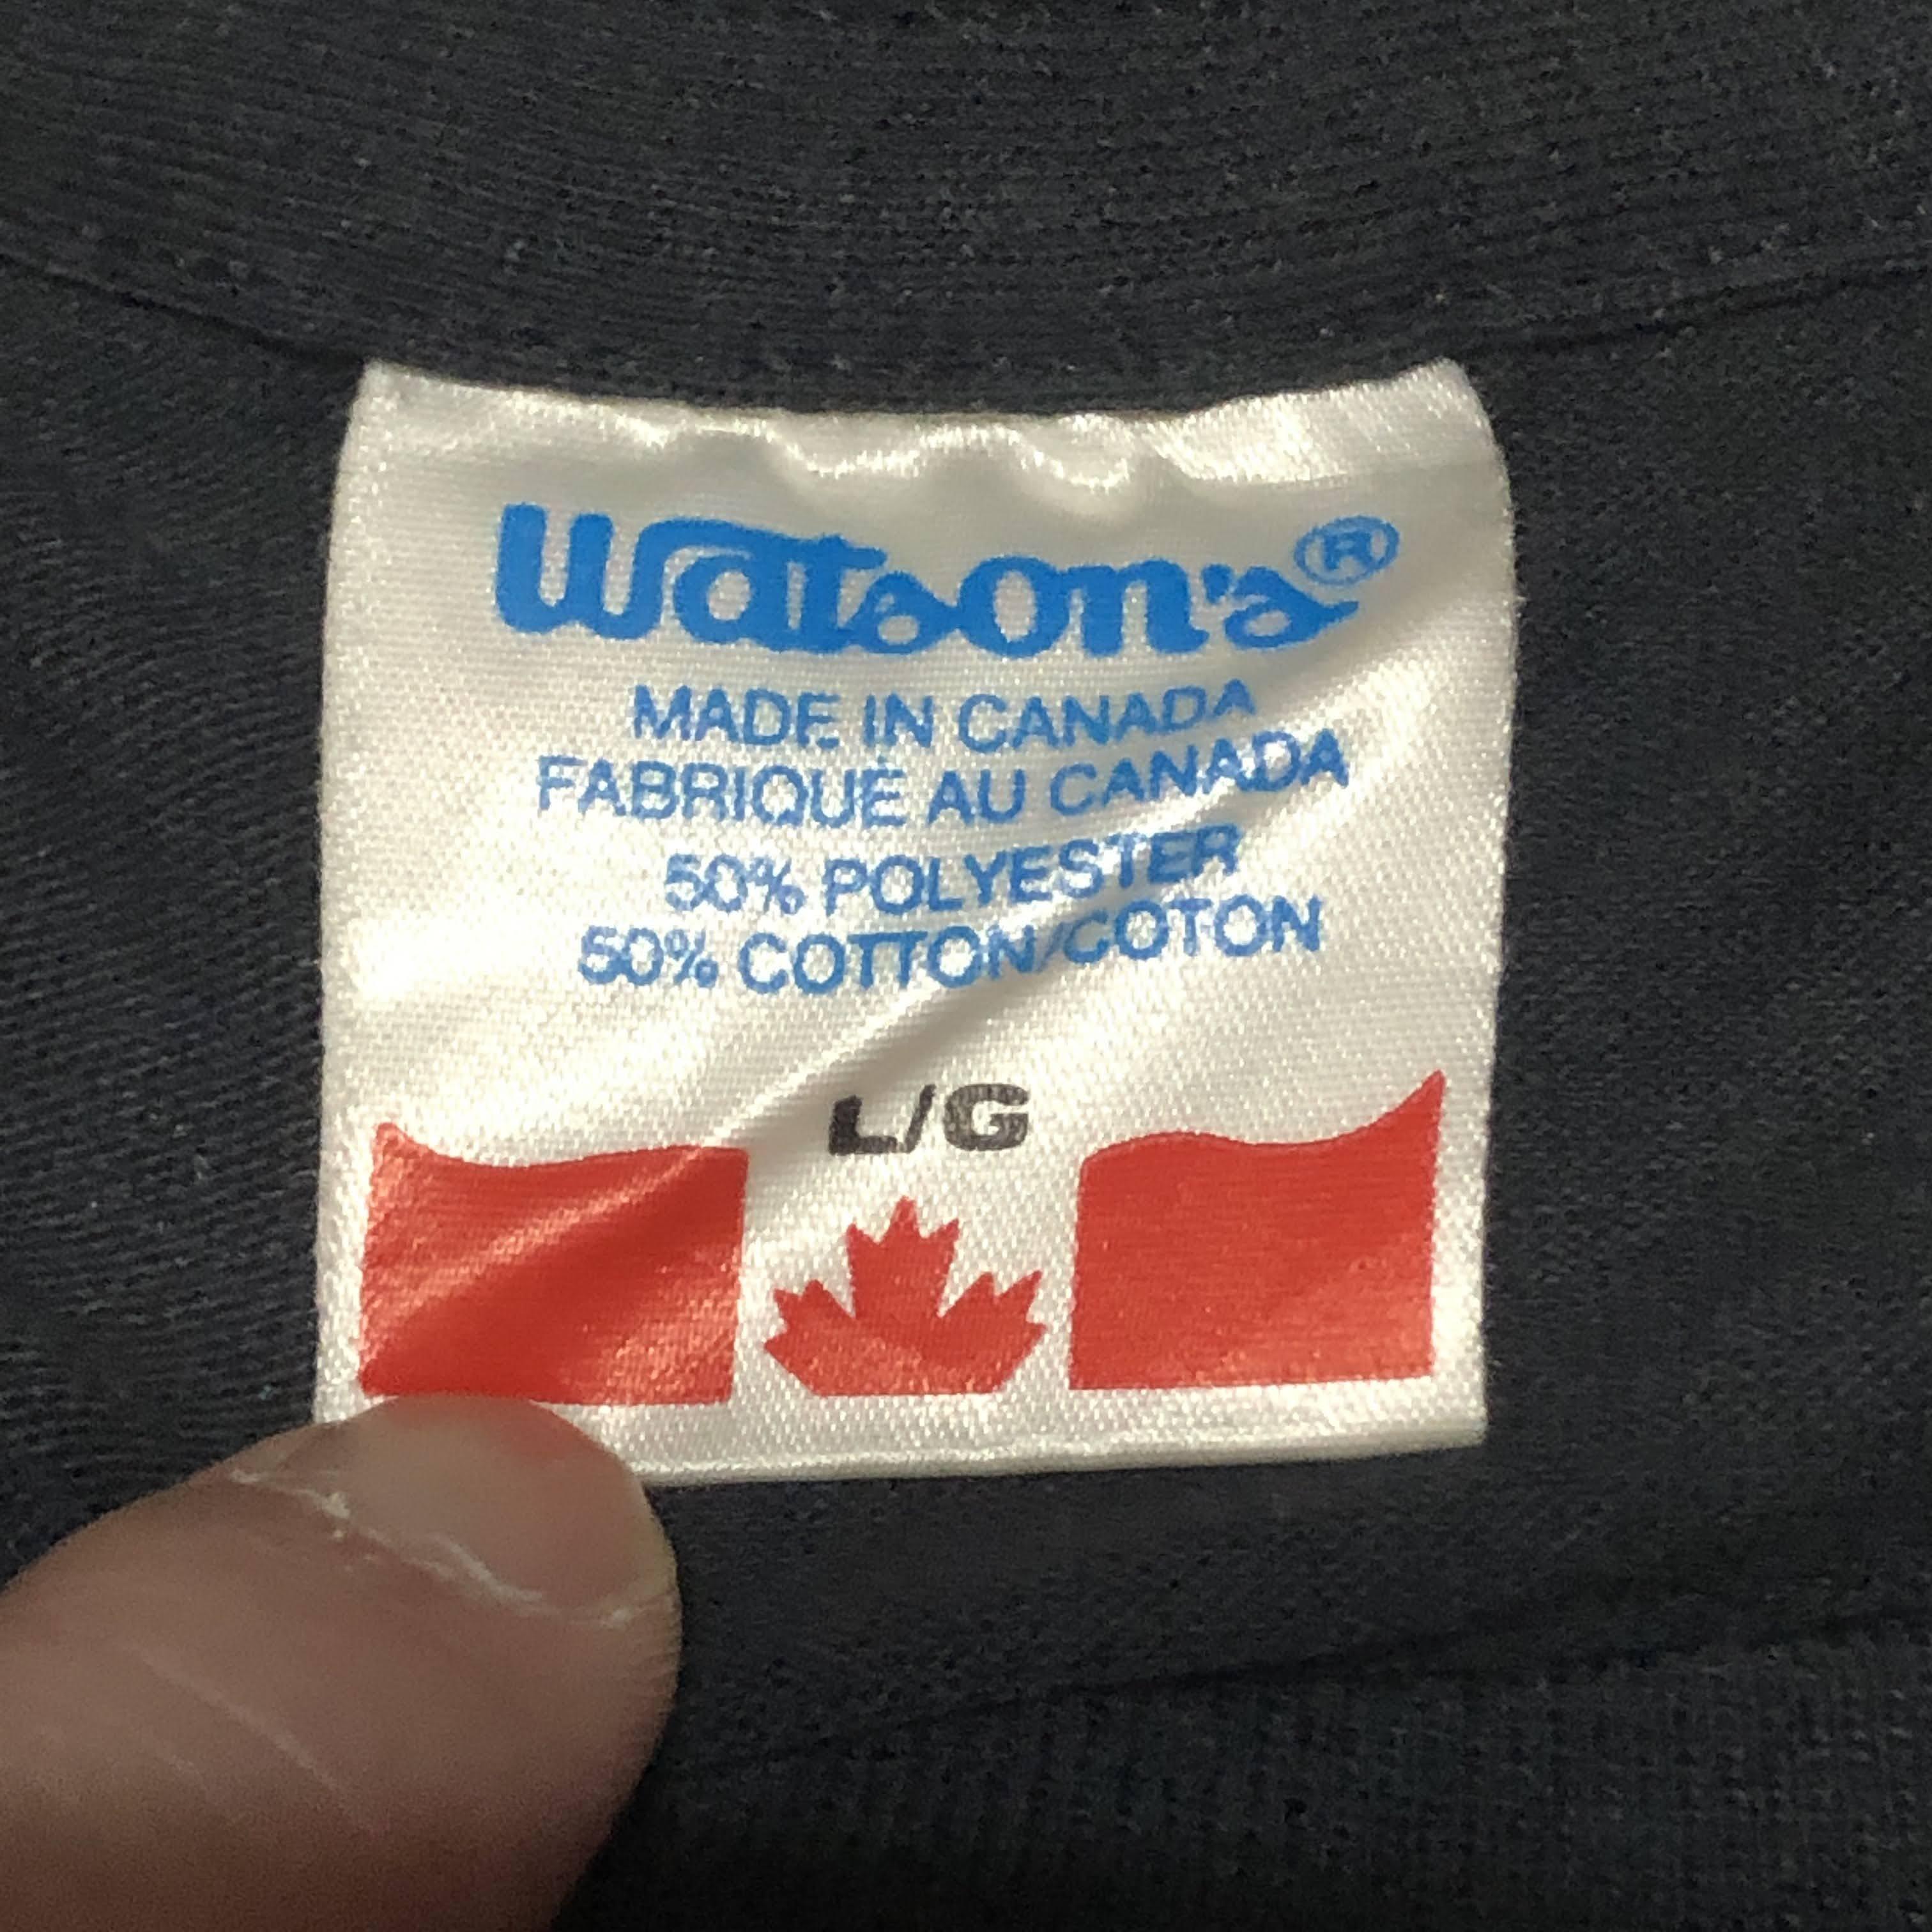 Watson's®
MADE IN CANADA
FABRIQUÉ AU CANADA
50% POLYESTER
50% COTTON/COTON
L/G